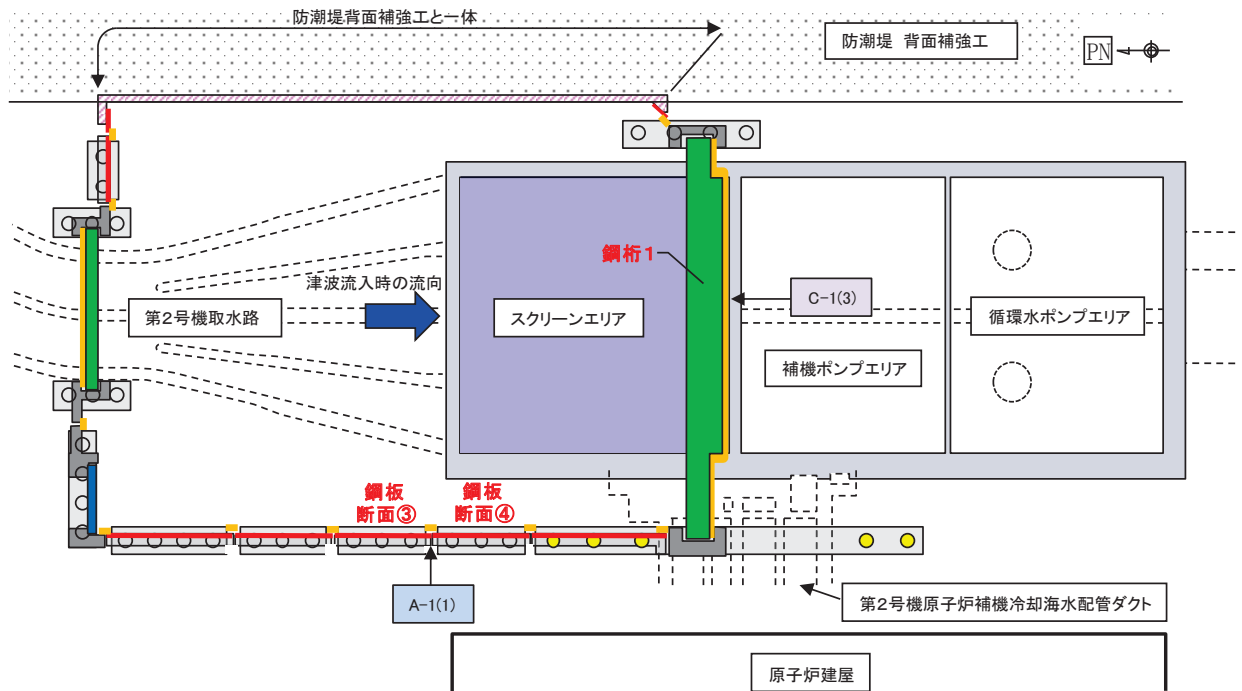 防潮堤背面補強工と一体
防潮堤 背面補強工
PN
鋼桁1
津波流入時の流向
C-1(3)
第2号機取水路
スクリーンエリア
循環水ポンプエリア
補機ポンプエリア
鋼板
断面③
鋼板
断面④
A-1(1)
第2号機原子炉補機冷却海水配管ダクト
原子炉建屋